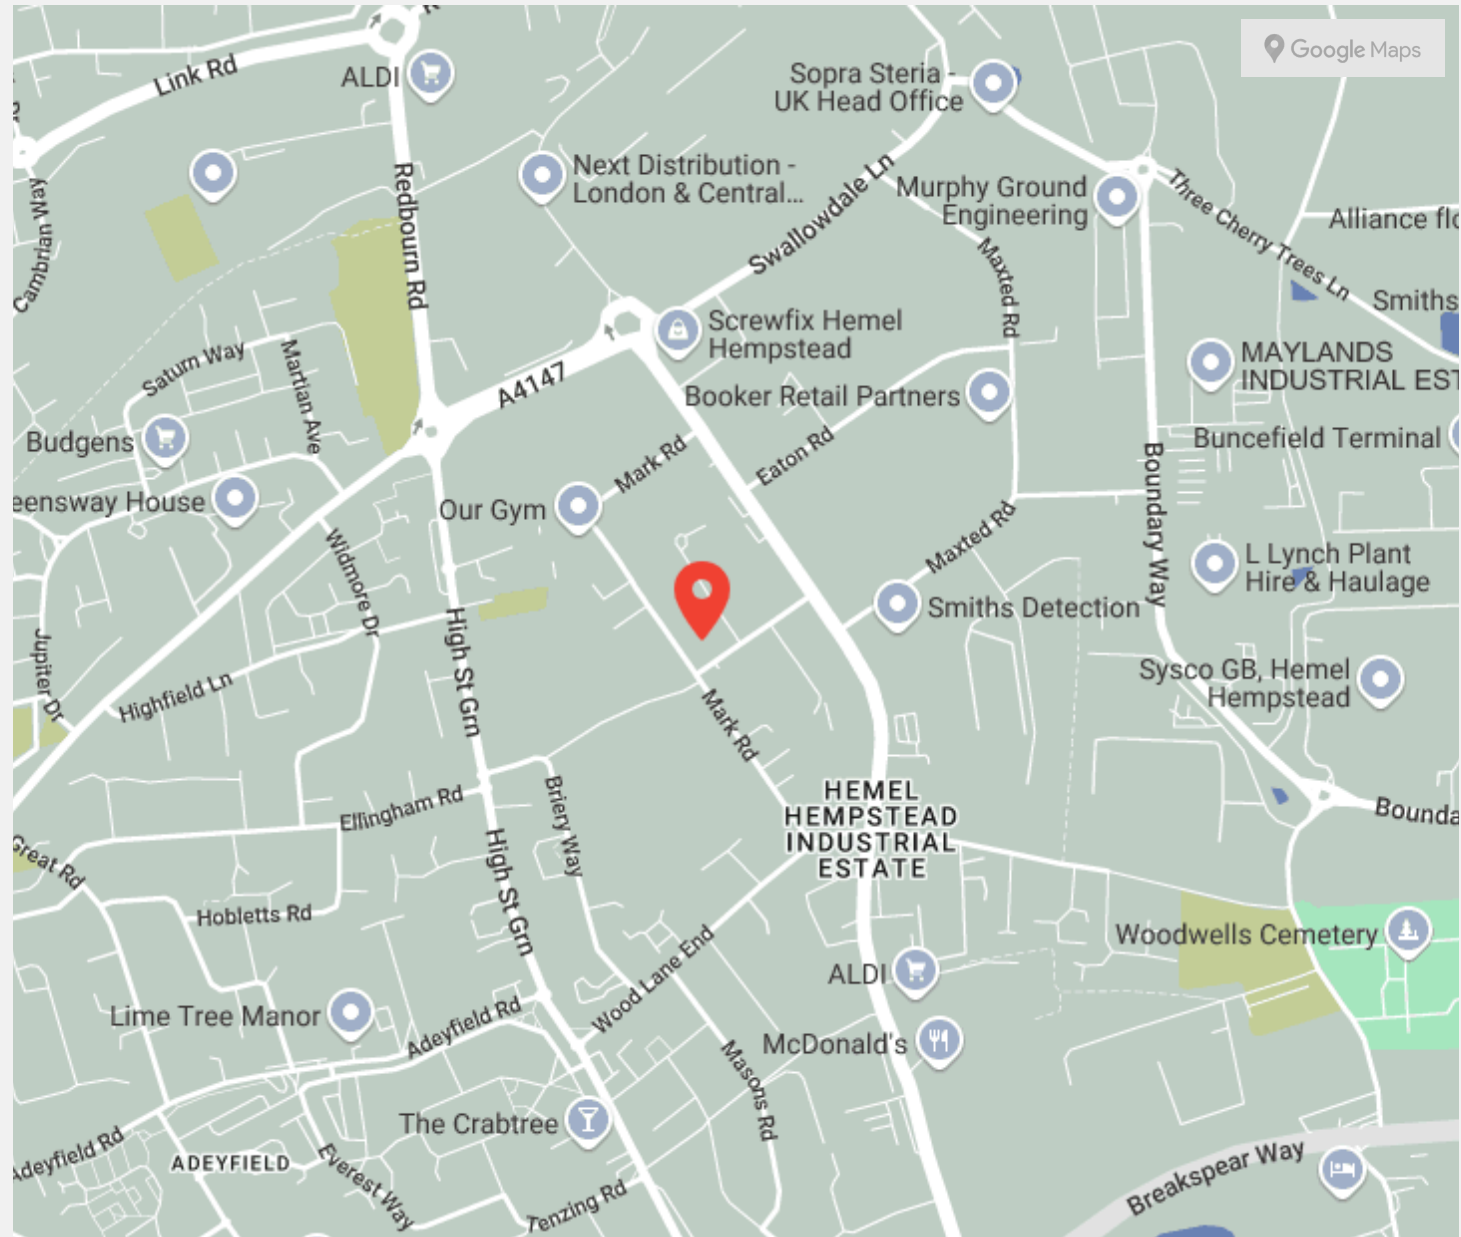 Link Rd
ALDI
Sopra Steria -
UK Head Office
Google Maps
Redbourn Rd
Next Distribution -
London & Central...
Swallowdale Ln
Murphy Ground
Engineering
Three Cherry Trees Ln
Alliance flo
Cambrian Way
Maxted Rd
Smiths
Screwfix Hemel
Hempstead
Saturn Way
Martian Ave
A4147
MAYLANDS
INDUSTRIAL EST
Booker Retail Partners
Budgens
Mark Rd
Eaton Rd
Buncefield Terminal
eensway House
Our Gym
Boundary Way
Maxted Rd
Widmore Dr
L Lynch Plant
Hire & Haulage
High St Grn
Smiths Detection
Jupiter Dr
Highfield Ln
Sysco GB, Hemel
Hempstead
Mark Rd
Ellingham Rd
Briery Way
HEMEL
HEMPSTEAD
INDUSTRIAL
ESTATE
Bounda
Great Rd
High St Grn
Hobletts Rd
Woodwells Cemetery
Wood Lane End
ALDI
Lime Tree Manor
Adeyfield Rd
McDonald's
Masons Rd
The Crabtree
Adeyfield Rd
ADEYFIELD
Everest Way
Tenzing Rd
Breakspear Way